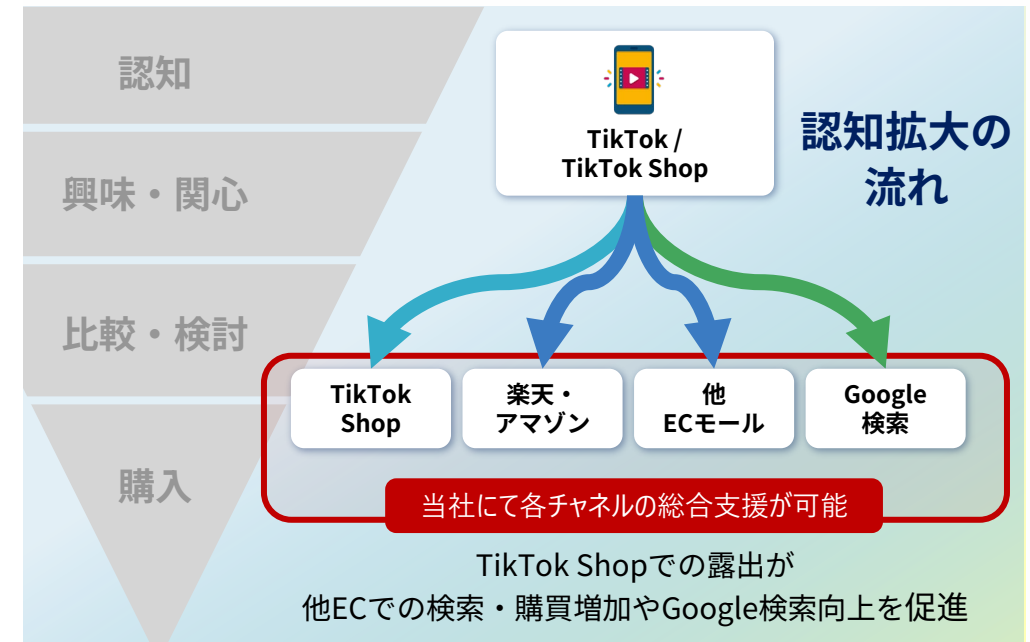 認知
興味・関心
比較・検討
購入
TikTok /
TikTok Shop
認知拡大の
流れ
TikTok
Shop
楽天・
アマゾン
他
ECモール
Google
検索
当社にて各チャネルの総合支援が可能
TikTok Shopでの露出が
他ECでの検索・購買増加やGoogle検索向上を促進